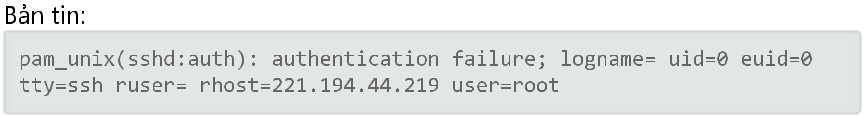 Bản tin:
pam_unix(sshd:auth): authentication failure; logname= uid=0 euid=0
tty=ssh ruser= rhost=221.194.44.219 user=root